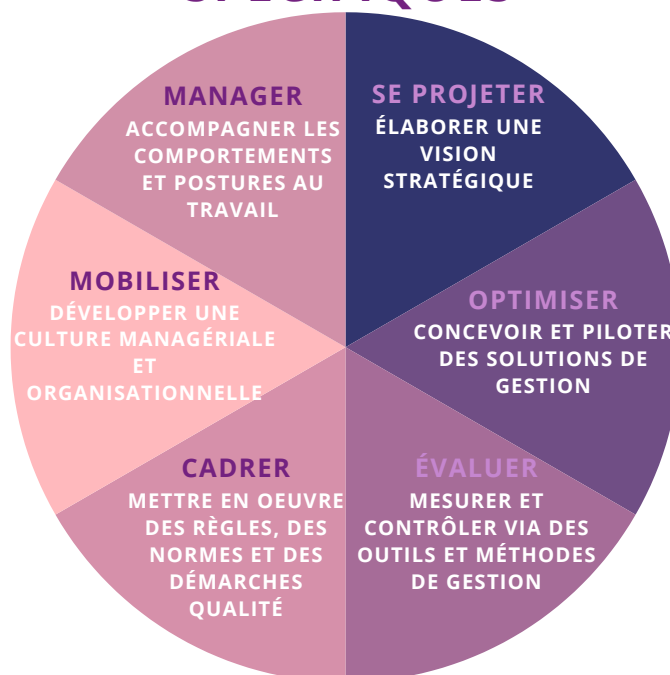 SPÉCIFIQUES
MANAGER
ACCOMPAGNER LES
COMPORTEMENTS
ET POSTURES AU
TRAVAIL
SE PROJETER
ÉLABORER UNE
VISION
STRATÉGIQUE
OPTIMISER
CONCEVOIR ET PILOTER
DES SOLUTIONS DE
GESTION
ÉVALUER
MESURER ET
CONTRÔLER VIA DES
OUTILS ET MÉTHODES
DE GESTION
CADRER
METTRE EN OEUVRE
DES RÈGLES, DES
NORMES ET DES
DÉMARCHES
QUALITÉ
MOBILISER
DÉVELOPPER UNE
CULTURE MANAGÉRIALE
ET
ORGANISATIONNELLE